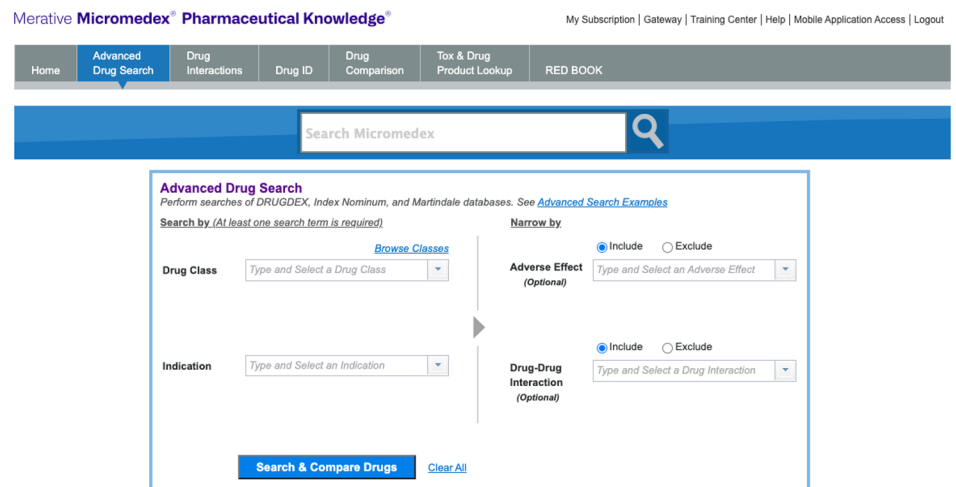 Merative Micromedex® Pharmaceutical Knowledge®
My Subscription | Gateway | Training Center | Help | Mobile Application Access | Logout
Home
Advanced
Drug Search
Drug
Interactions
Drug ID
Drug
Comparison
Tox & Drug
Product Lookup
RED BOOK
Search Micromedex
Advanced Drug Search
Perform searches of DRUGDEX, Index Nominum, and Martindale databases. See Advanced Search Examples
Search by (At least one search term is required)
Narrow by
Browse Classes
Include Exclude
Drug Class
Type and Select a Drug Class
Adverse Effect
(Optional)
Type and Select an Adverse Effect
Include Exclude
Indication
Type and Select an Indication
Drug-Drug
Interaction
(Optional)
Type and Select a Drug Interaction
Search & Compare Drugs
Clear All